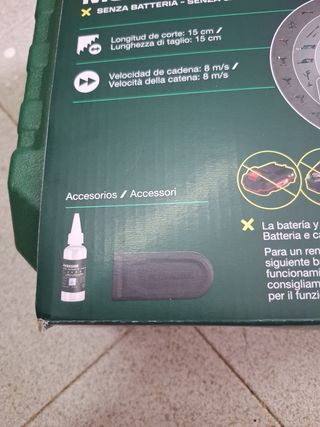 SENZA BATTERIA - SENZA
Longitud de corte: 15 cm /
Lunghezza di taglio: 15 cm
Velocidad de cadena: 8 m/s /
Velocità della catena: 8 m/s
Accesorios / Accessori
La batería y
Batteria e ca
Para un ren
siguiente b
funcionami
consigliam
per il funzi